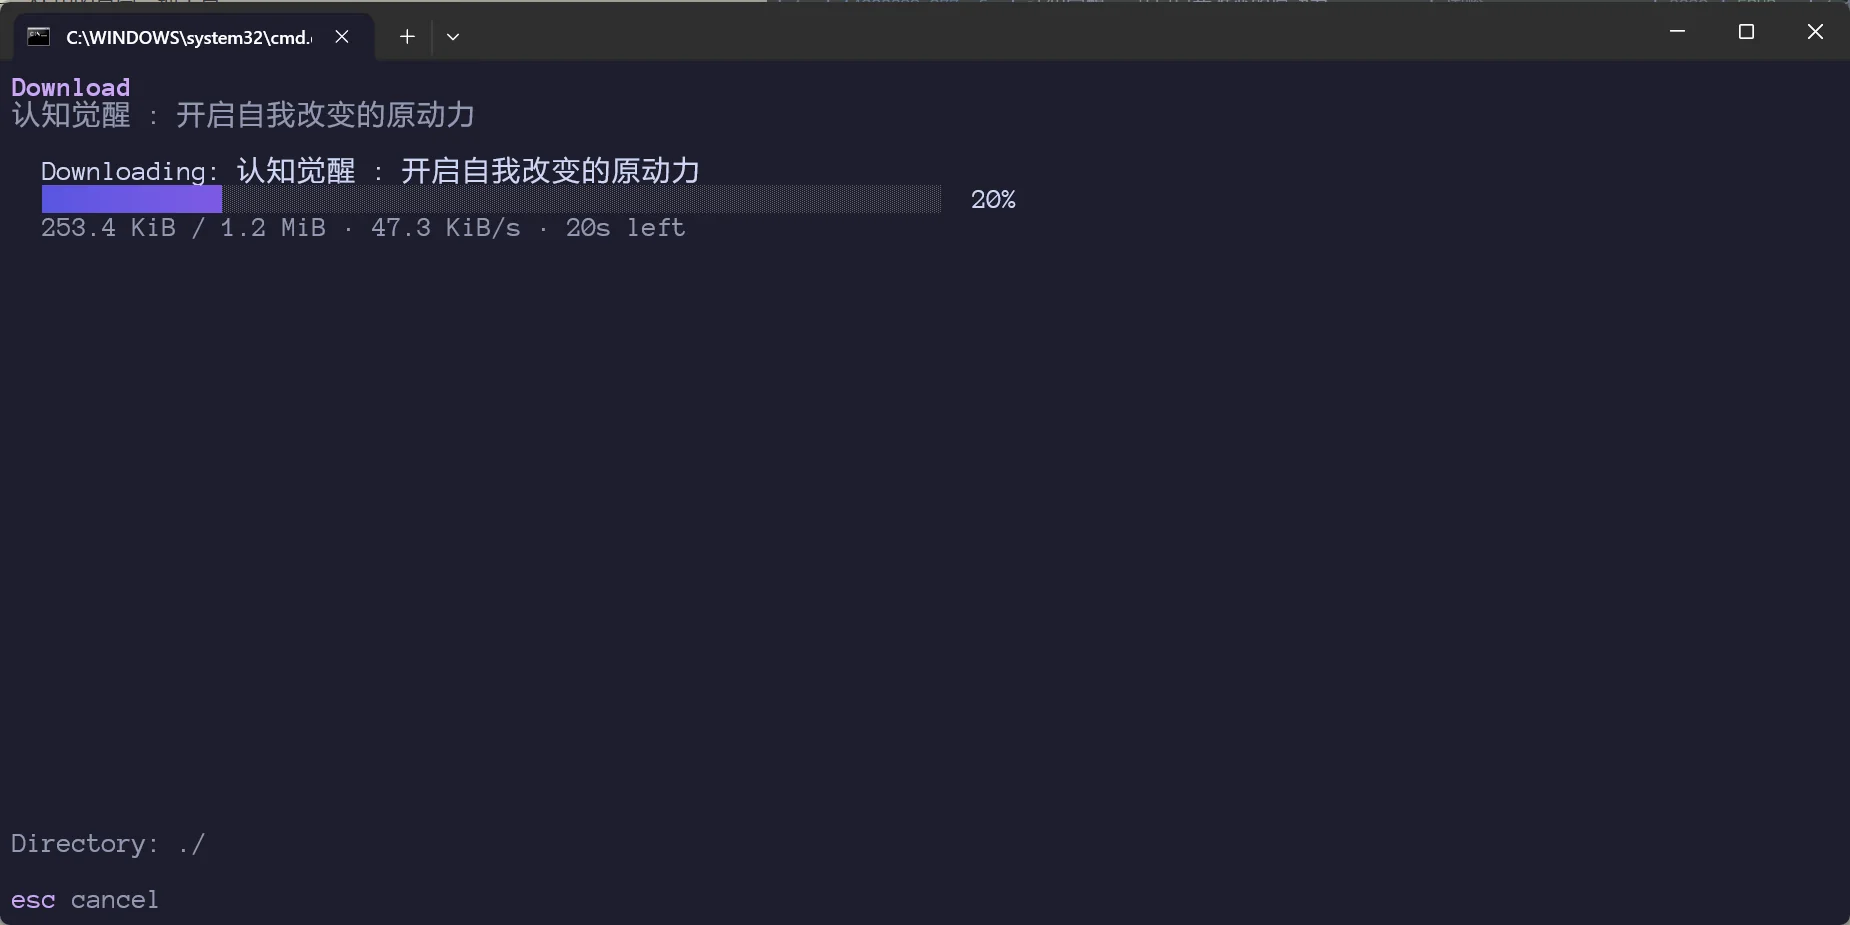 C:\WINDOWS\system32\cmd.
Download
认知觉醒 : 开启自我改变的原动力
Downloading: 认知觉醒 : 开启自我改变的原动力
20%
253.4 KiB / 1.2 MiB · 47.3 KiB/s · 20s left
Directory: ./
esc cancel